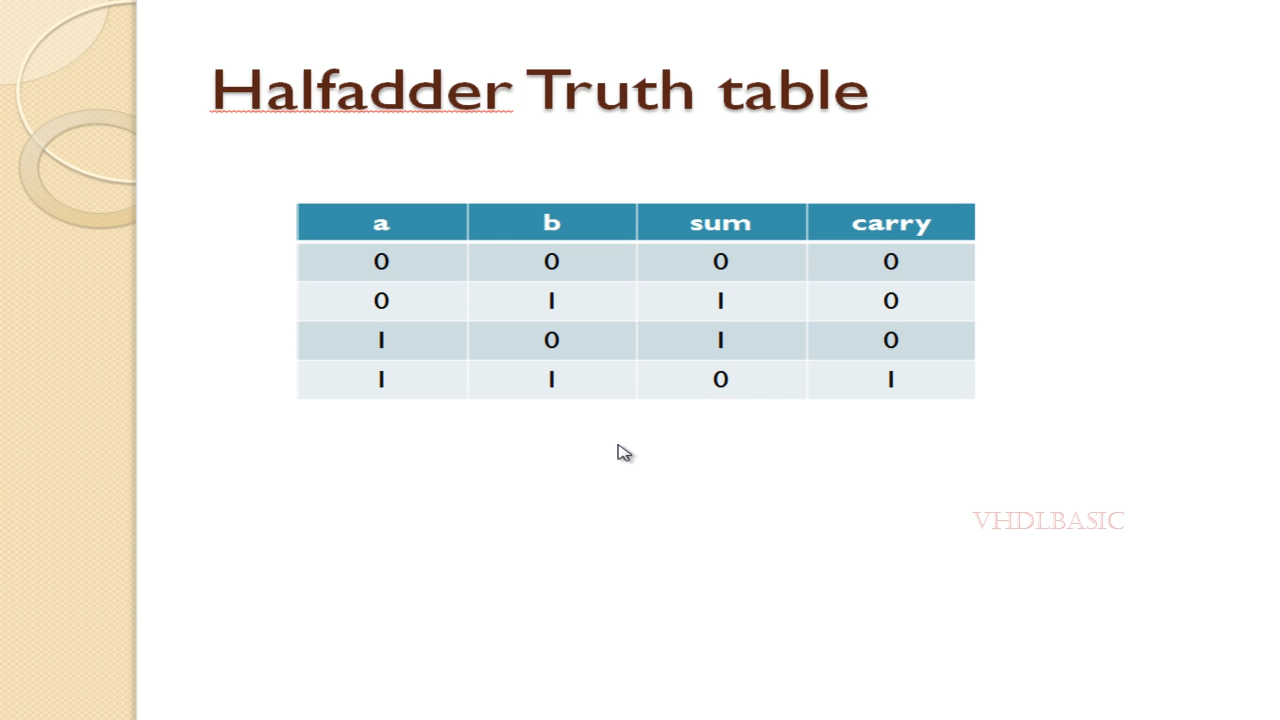 Halfadder Truth table
a b sum carry
0 0 0 0
0 1 1 0
1 0 1 0
1 1 0 1
VHDLBASIC